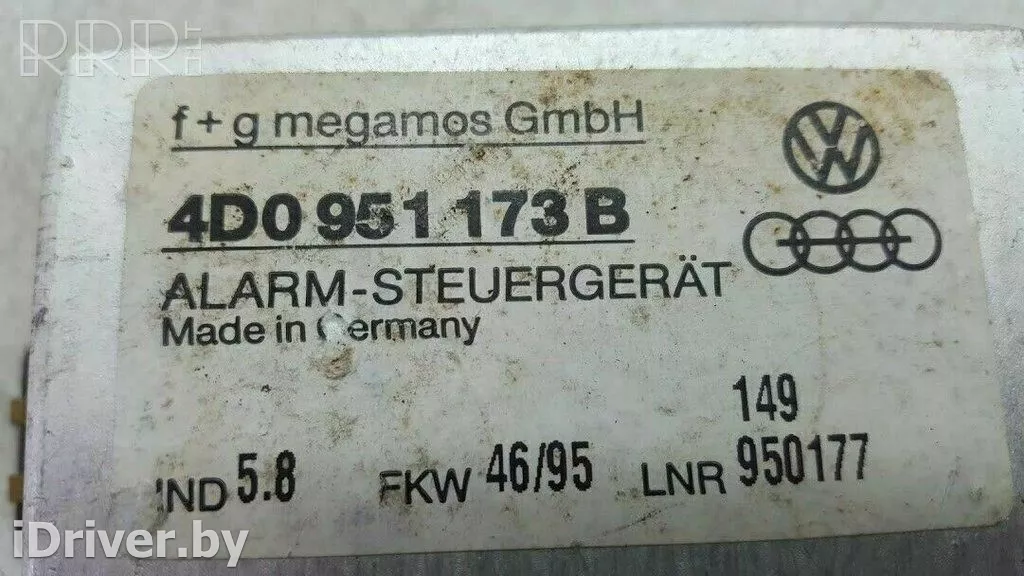 RRR
f+g megamos GmbH
4D0 951 173 B
ALARM-STEUERGERÄT
Made in Germany
149
IND 5.8 FKW 46/95 LNR 950177
iDriver.by